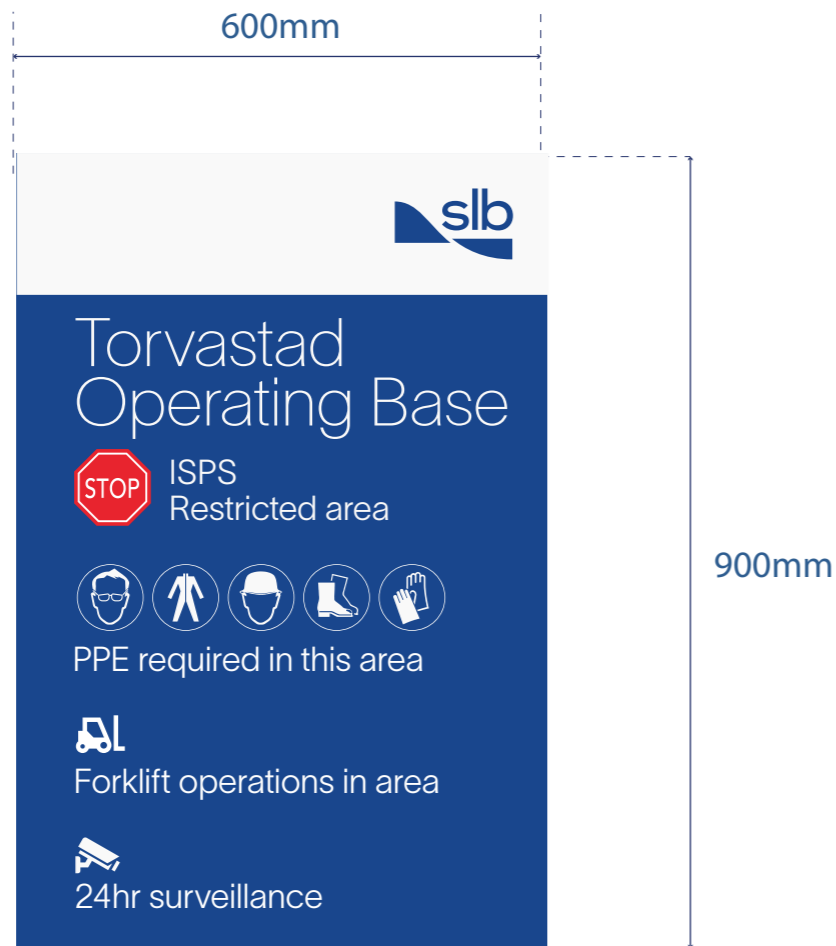 600mm
slb
Torvastad
Operating Base
STOP
ISPS
Restricted area
900mm
PPE required in this area
Forklift operations in area
24hr surveillance